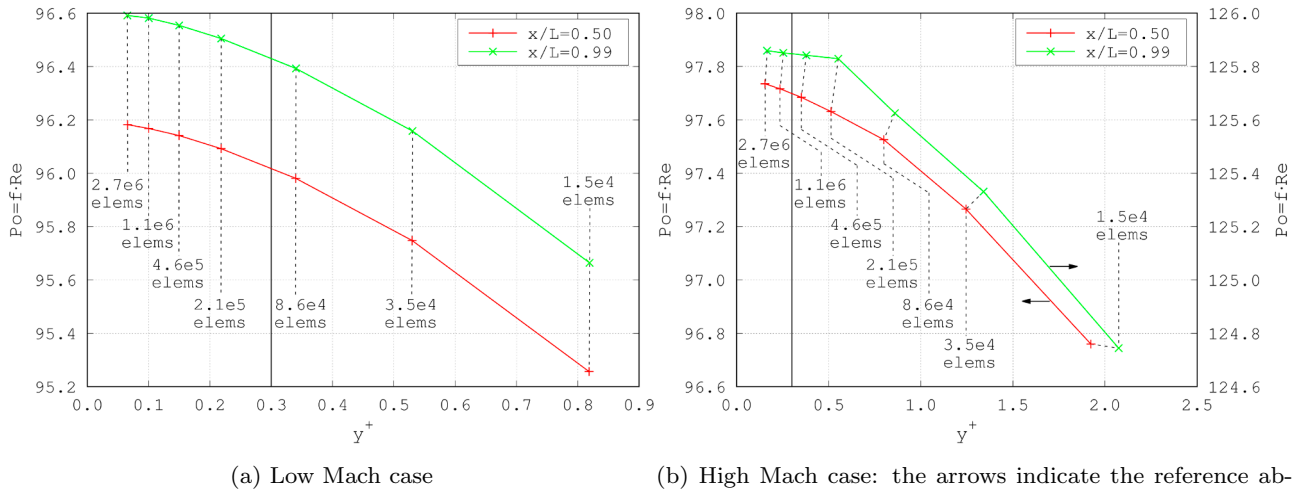 96.6
96.4
96.2
96.0
95.8
95.6
95.4
95.2
Po=f·Re
x/L=0.50
x/L=0.99
2.7e6
elems
1.1e6
elems
4.6e5
elems
2.1e5
elems
8.6e4
elems
3.5e4
elems
1.5e4
elems
0.0 0.1 0.2 0.3 0.4 0.5 0.6 0.7 0.8 0.9
y+
(a) Low Mach case
98.0
97.8
97.6
97.4
97.2
97.0
96.8
96.6
Po=f·Re
x/L=0.50
x/L=0.99
2.7e6
elems
1.1e6
elems
4.6e5
elems
2.1e5
elems
8.6e4
elems
3.5e4
elems
1.5e4
elems
126.0
125.8
125.6
125.4
125.2
125.0
124.8
124.6
Po=f·Re
0.0 0.5 1.0 1.5 2.0 2.5
y+
(b) High Mach case: the arrows indicate the reference ab-